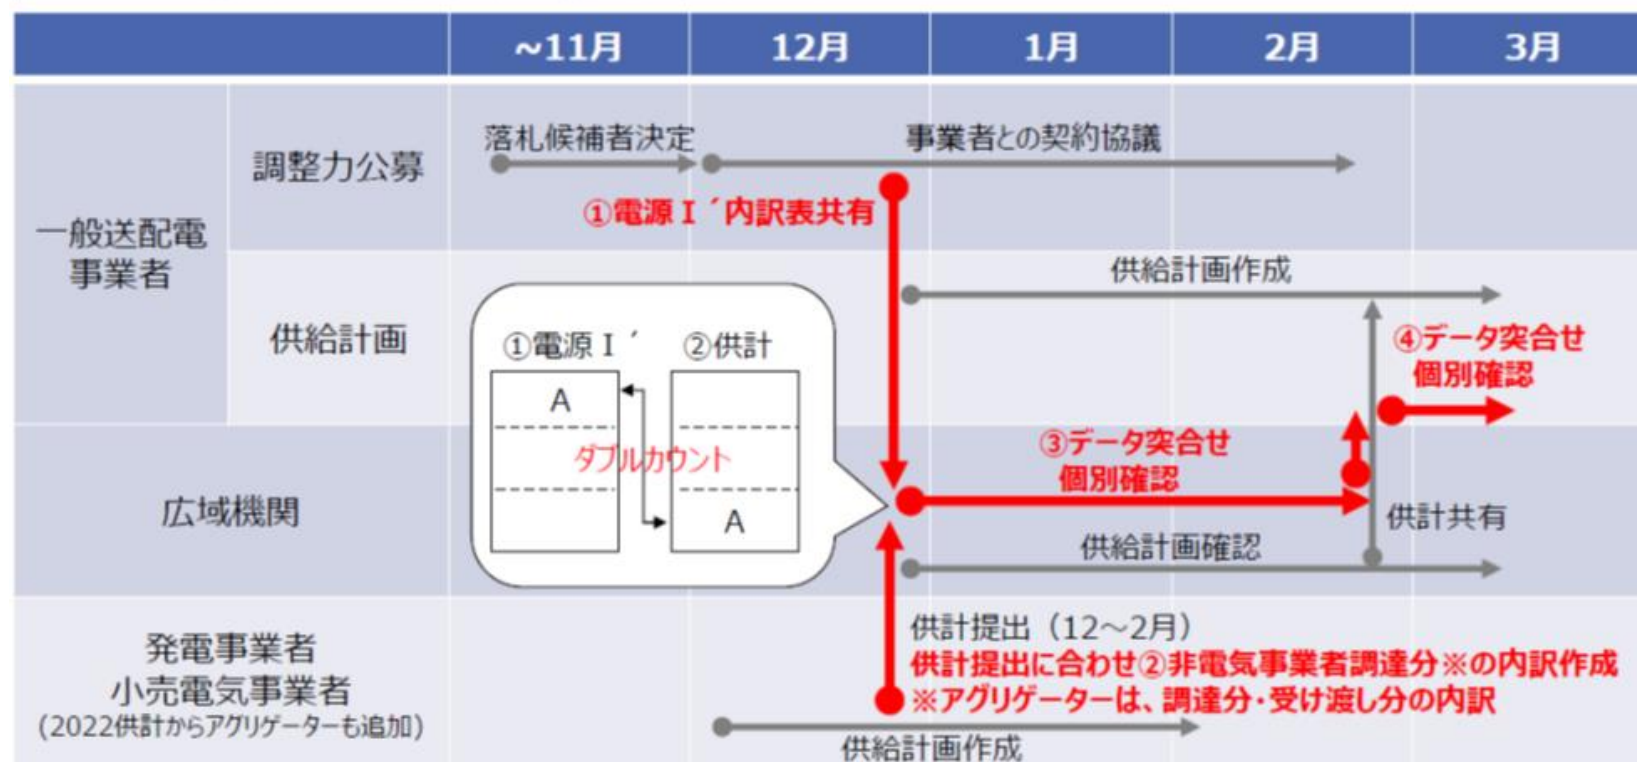 ~11月
12月
1月
2月
3月
一般送配電
事業者
調整力公募
落札候補者決定
事業者との契約協議
①電源Ⅰ´内訳表共有
供給計画
供給計画作成
①電源Ⅰ´
②供計
A
ダブルカウント
A
④データ突合せ
個別確認
広域機関
③データ突合せ
個別確認
供計共有
供給計画確認
発電事業者
小売電気事業者
(2022供計からアグリゲーターも追加)
供計提出（12～2月）
供計提出に合わせ②非電気事業者調達分※の内訳作成
※アグリゲーターは、調達分・受け渡し分の内訳
供給計画作成